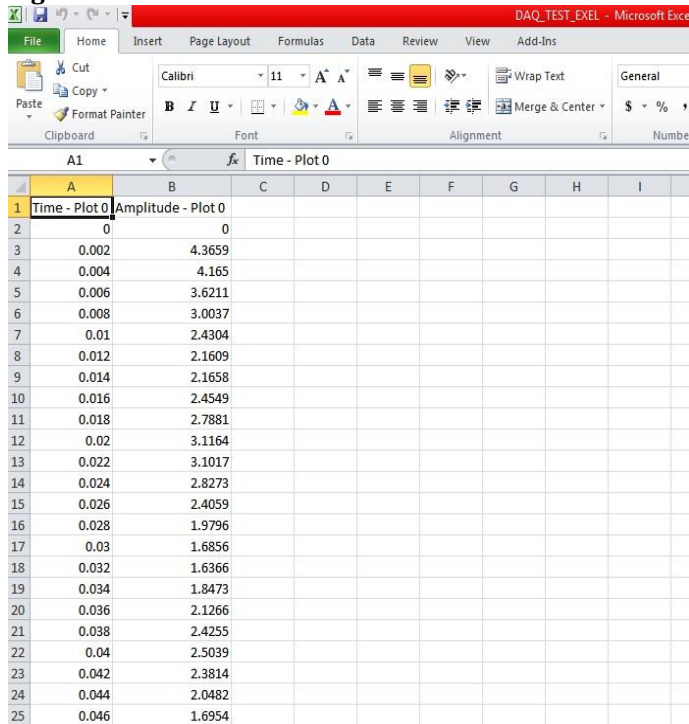 DAQ_TEST_EXEL - Microsoft Exce
File Home Insert Page Layout Formulas Data Review View Add-Ins
Cut Calibri 11 A A Wrap Text General
Copy
Paste Format Painter B I U A Merge & Center $ % ,
Clipboard Font Alignment Numbe
A1 fx Time - Plot 0
A B C D E F G H I
1 Time - Plot 0 Amplitude - Plot 0
2 0 0
3 0.002 4.3659
4 0.004 4.165
5 0.006 3.6211
6 0.008 3.0037
7 0.01 2.4304
8 0.012 2.1609
9 0.014 2.1658
10 0.016 2.4549
11 0.018 2.7881
12 0.02 3.1164
13 0.022 3.1017
14 0.024 2.8273
15 0.026 2.4059
16 0.028 1.9796
17 0.03 1.6856
18 0.032 1.6366
19 0.034 1.8473
20 0.036 2.1266
21 0.038 2.4255
22 0.04 2.5039
23 0.042 2.3814
24 0.044 2.0482
25 0.046 1.6954